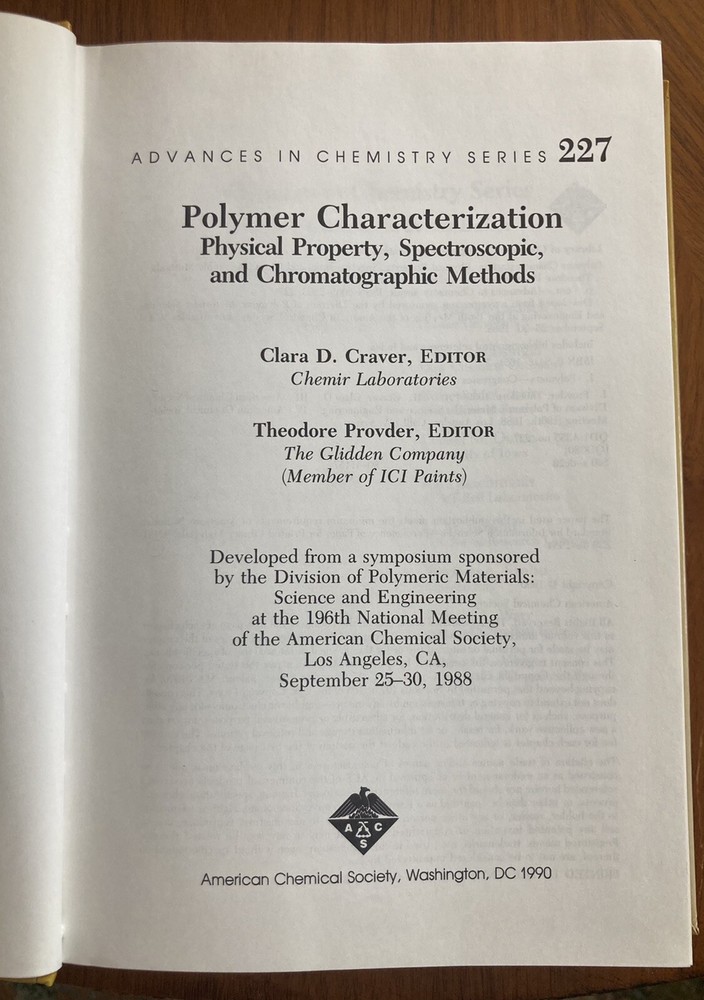 ADVANCES IN CHEMISTRY SERIES 227
Polymer Characterization
Physical Property, Spectroscopic,
and Chromatographic Methods
Clara D. Craver, EDITOR
Chemir Laboratories
Theodore Provder, EDITOR
The Glidden Company
(Member of ICI Paints)
Developed from a symposium sponsored
by the Division of Polymeric Materials:
Science and Engineering
at the 196th National Meeting
of the American Chemical Society,
Los Angeles, CA,
September 25–30, 1988
A C
S
American Chemical Society, Washington, DC 1990